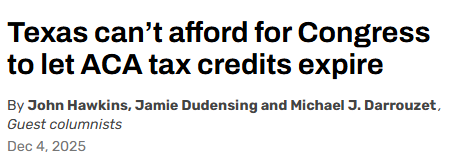 Texas can’t afford for Congress
to let ACA tax credits expire
By John Hawkins, Jamie Dudensing and Michael J. Darrouzet,
Guest columnists
Dec 4, 2025